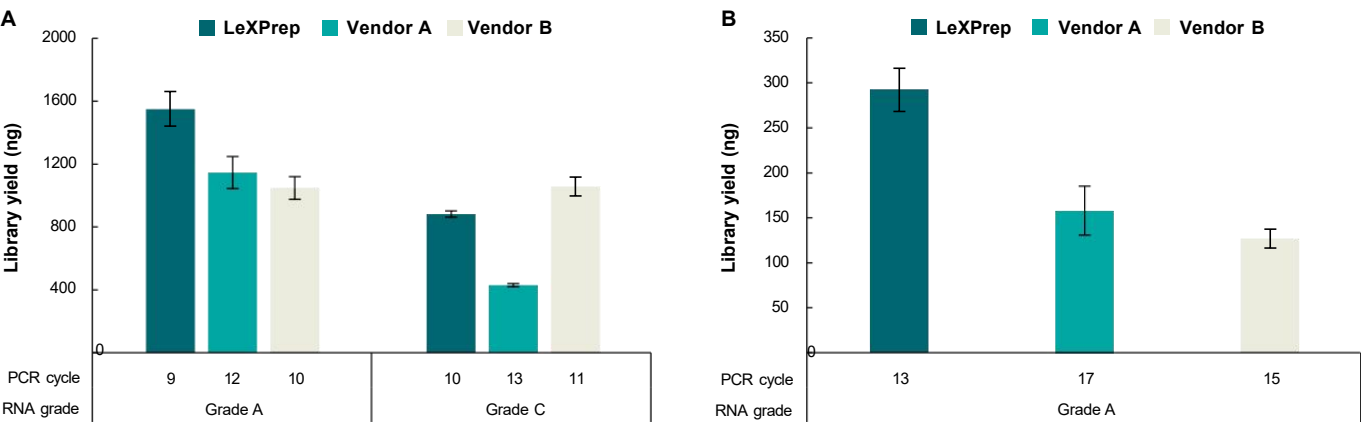 A
LeXPrep Vendor A Vendor B
2000
1600
1200
800
400
0
Library yield (ng)
PCR cycle 9 12 10 10 13 11
RNA grade Grade A Grade C
B
LeXPrep Vendor A Vendor B
350
300
250
200
150
100
50
0
Library yield (ng)
PCR cycle 13 17 15
RNA grade Grade A